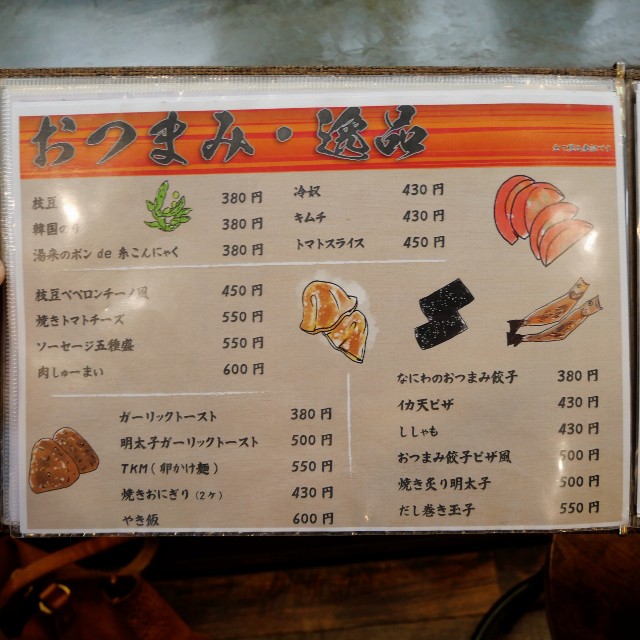 おつまみ・逸品
枝豆 380円
韓国のり 380円
湯来のポン de 糸こんにゃく 380円
冷奴 430円
キムチ 430円
トマトスライス 450円
枝豆ペペロンチーノ風 450円
焼きトマトチーズ 550円
ソーセージ五種盛 550円
肉しゅーまい 600円
なにわのおつまみ餃子 380円
イカ天ピザ 430円
ししゃも 430円
おつまみ餃子ピザ風 500円
焼き炙り明太子 500円
だし巻き玉子 550円
ガーリックトースト 380円
明太子ガーリックトースト 500円
TKM(卵かけ麺) 550円
焼きおにぎり(2ヶ) 430円
やき飯 600円